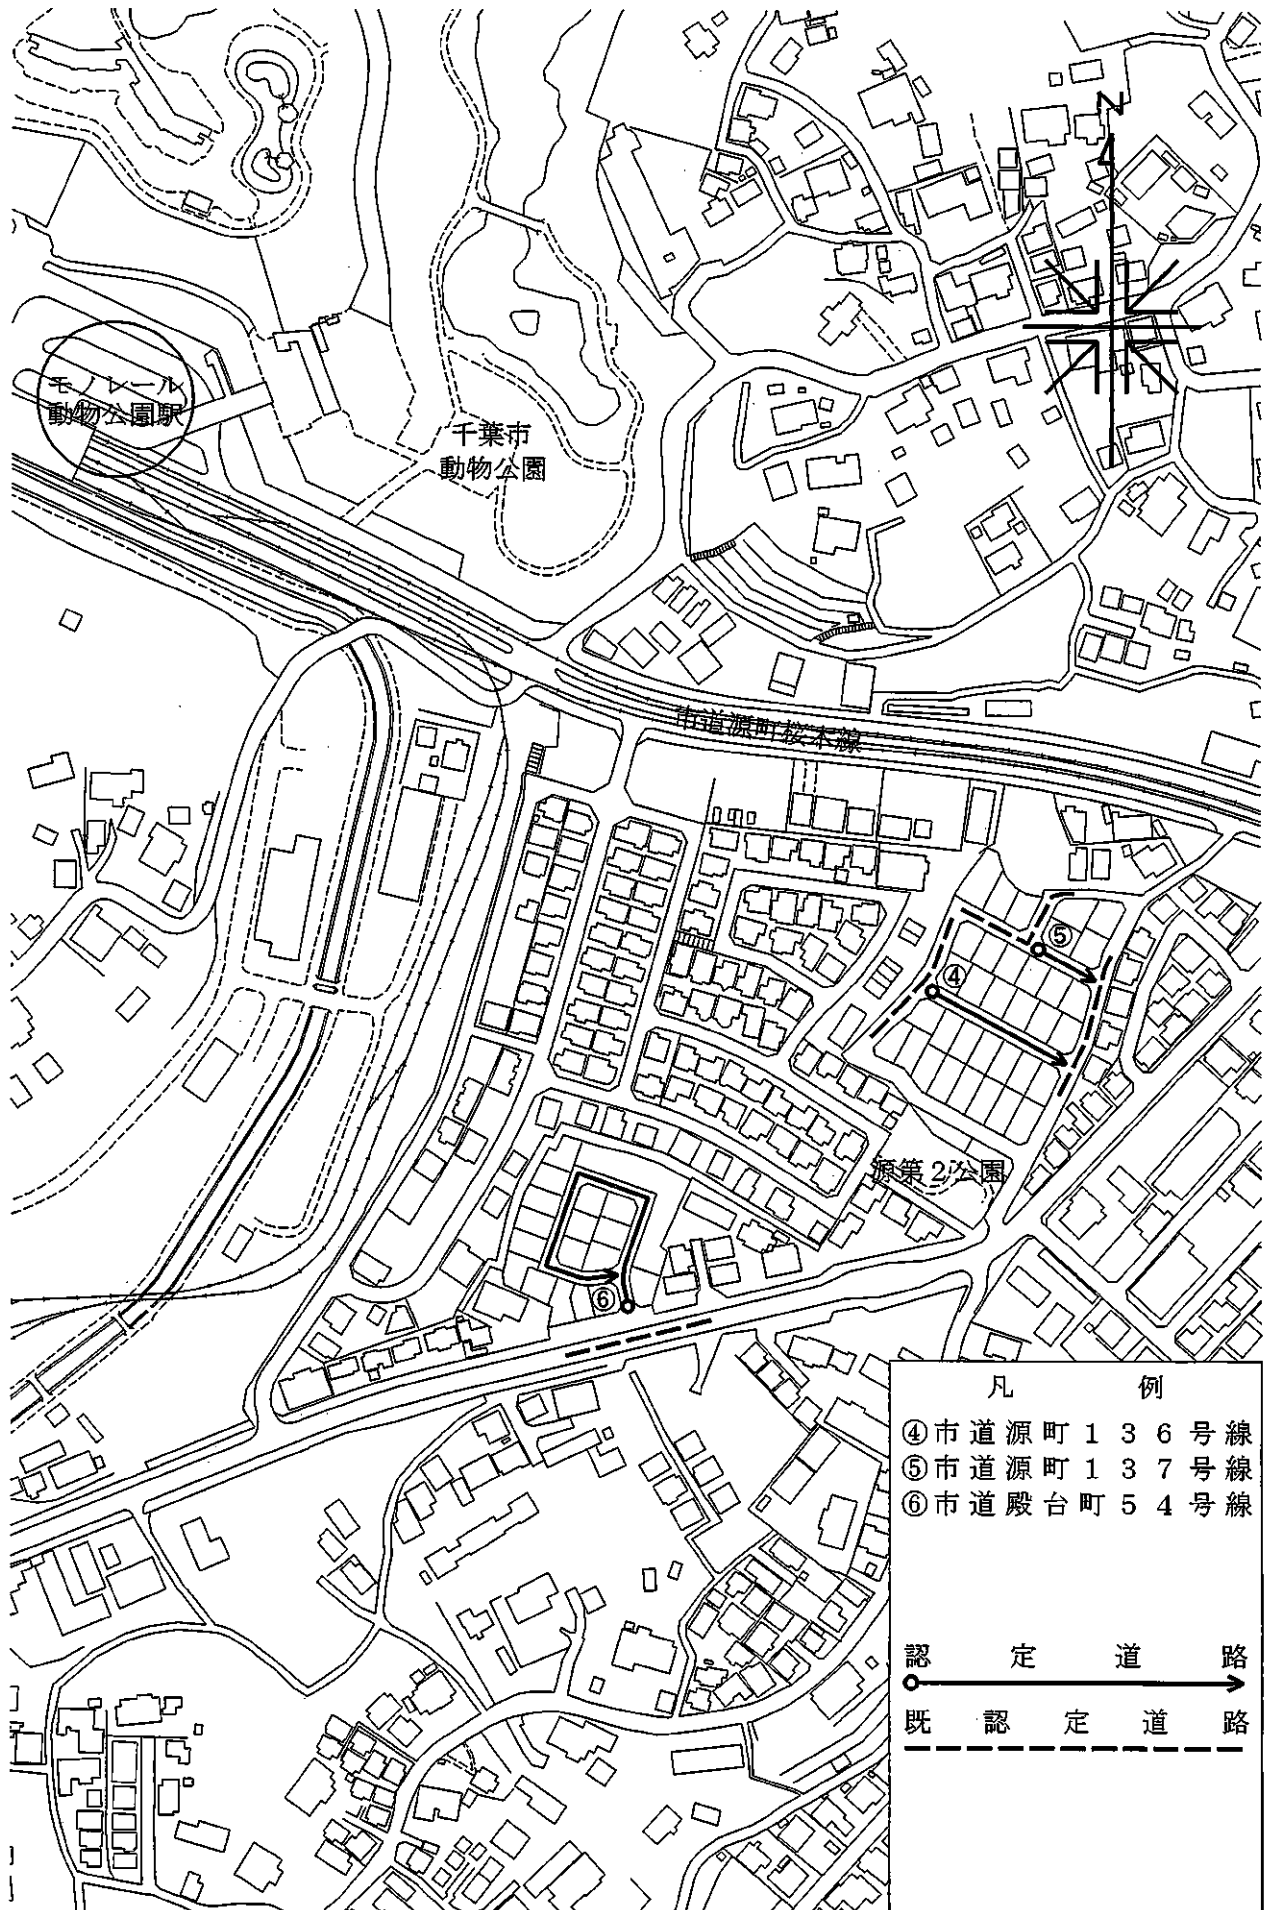 N
モノレール
動物公園駅
千葉市
動物公園
市道源町桜木線
⑤
④
源第2公園
⑥
凡 例
④市道源町136号線
⑤市道源町137号線
⑥市道殿台町54号線
認定道路
既認定道路